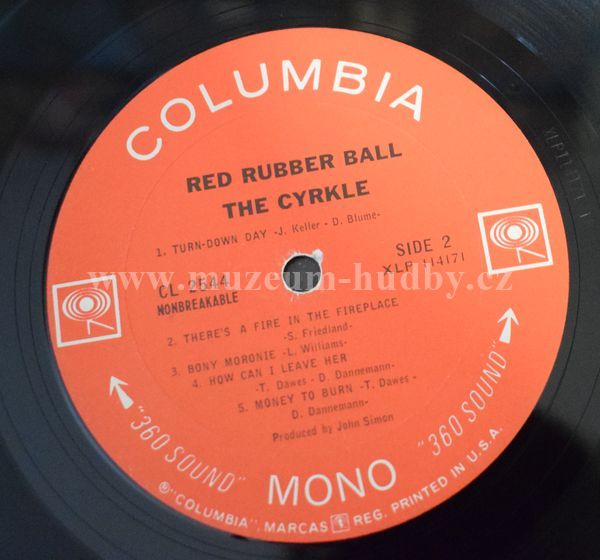 COLUMBIA
RED RUBBER BALL
THE CYRKLE
1. TURN-DOWN DAY -J. Keller - D. Blume-
SIDE 2
CL 2544
XLP 114171
NONBREAKABLE
www.muzeum-hudby.cz
2. THERE'S A FIRE IN THE FIREPLACE
-S. Friedland-
3. BONY MORONIE -L. Williams-
4. HOW CAN I LEAVE HER
-T. Dawes - D. Dannemann-
5. MONEY TO BURN -T. Dawes -
D. Dannemann-
Produced by John Simon
"360 SOUND" MONO "360 SOUND"
℗"COLUMBIA", MARCAS REG. PRINTED IN U.S.A.